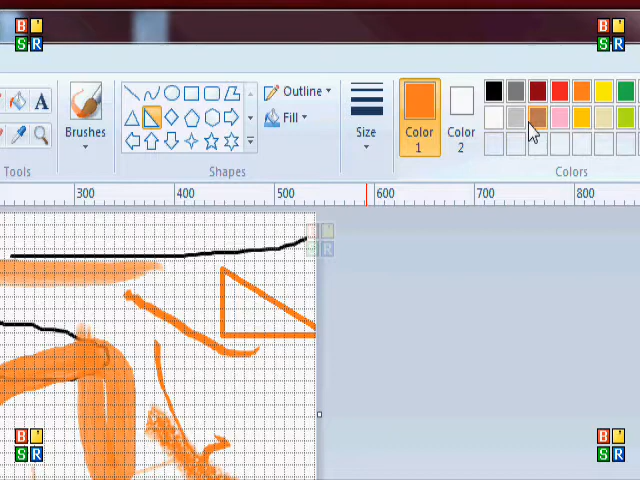 B '
S R
B '
S R
A
Brushes
Outline
Fill
Size
Color
1
Color
2
Tools
Shapes
Colors
300 400 500 600 700 800
B '
S R
B '
S R
B '
S R